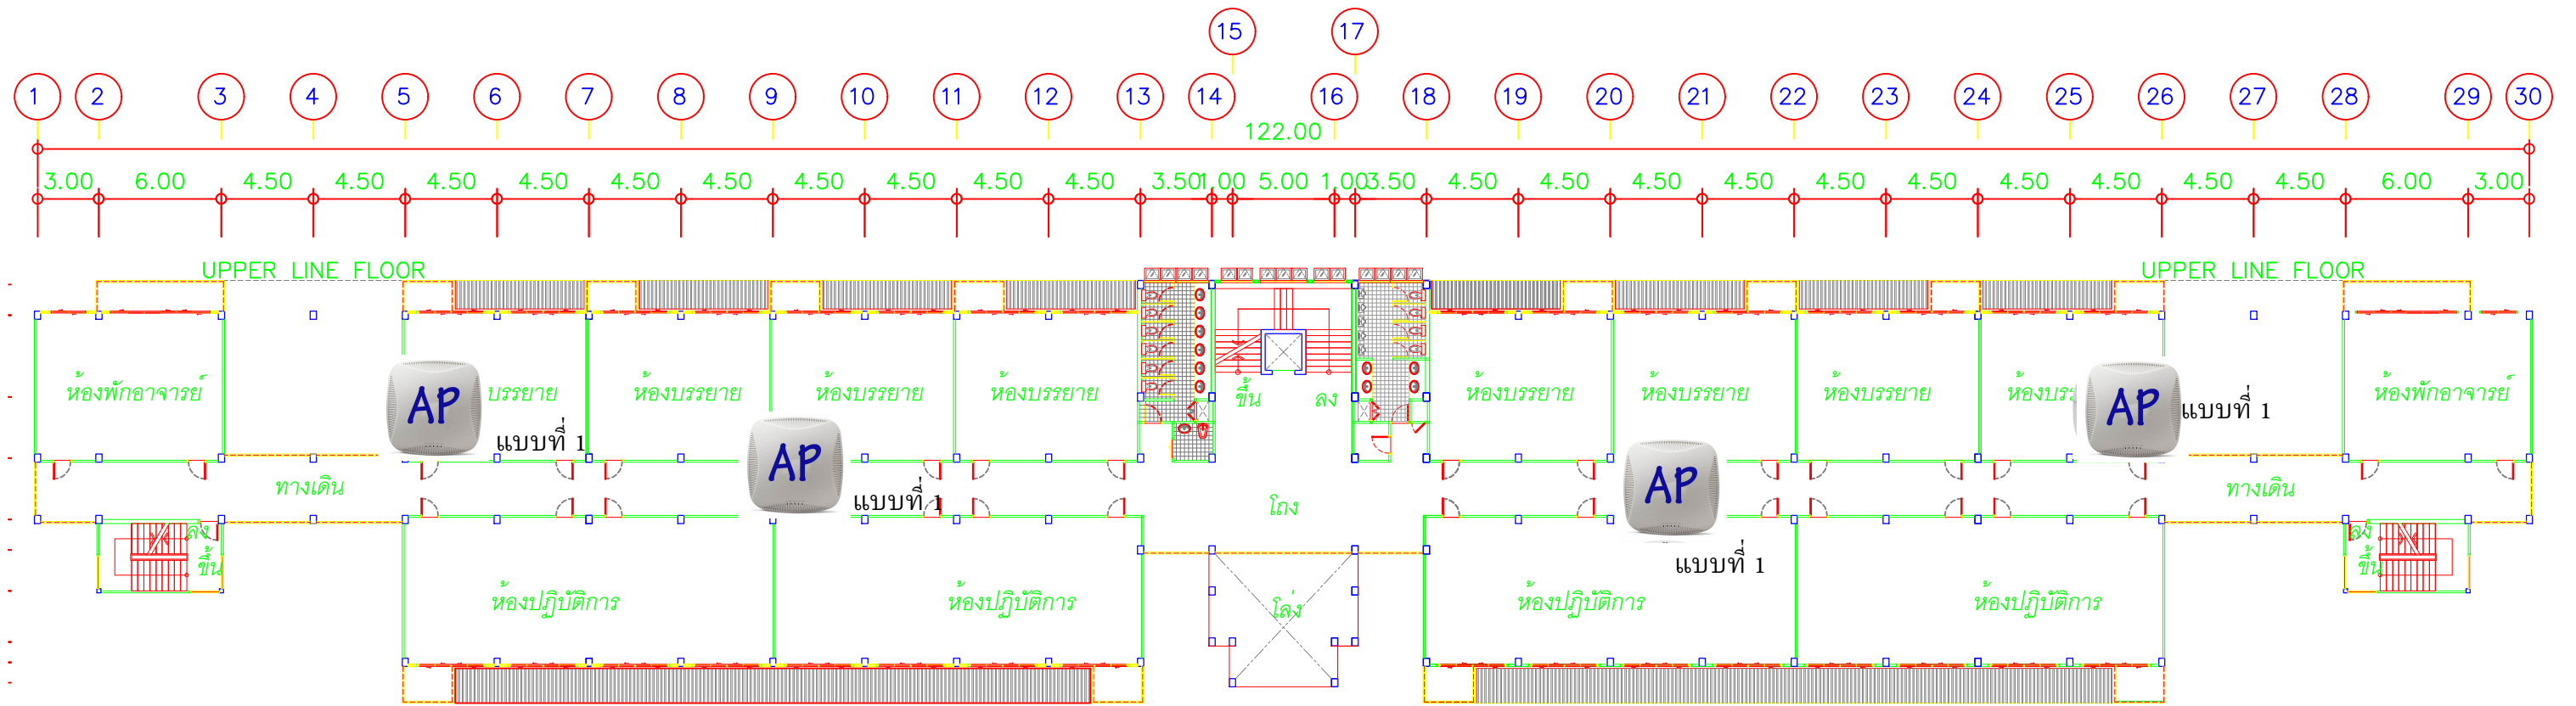 15 17
1 2 3 4 5 6 7 8 9 10 11 12 13 14 16 18 19 20 21 22 23 24 25 26 27 28 29 30
122.00
3.00 6.00 4.50 4.50 4.50 4.50 4.50 4.50 4.50 4.50 4.50 4.50 3.50 1.00 5.00 1.00 3.50 4.50 4.50 4.50 4.50 4.50 4.50 4.50 4.50 4.50 4.50 6.00 3.00
UPPER LINE FLOOR UPPER LINE FLOOR
ห้องพักอาจารย์ บรรยาย ห้องบรรยาย ห้องบรรยาย ห้องบรรยาย ขึ้น ลง ห้องบรรยาย ห้องบรรยาย ห้องบรรยาย ห้องพักอาจารย์
AP แบบที่ 1
AP แบบที่ 1
AP แบบที่ 1
AP แบบที่ 1
ทางเดิน โถง ทางเดิน
ลง ลง
ขึ้น ขึ้น
ห้องปฎิบัติการ ห้องปฎิบัติการ โล่ง ห้องปฎิบัติการ ห้องปฎิบัติการ